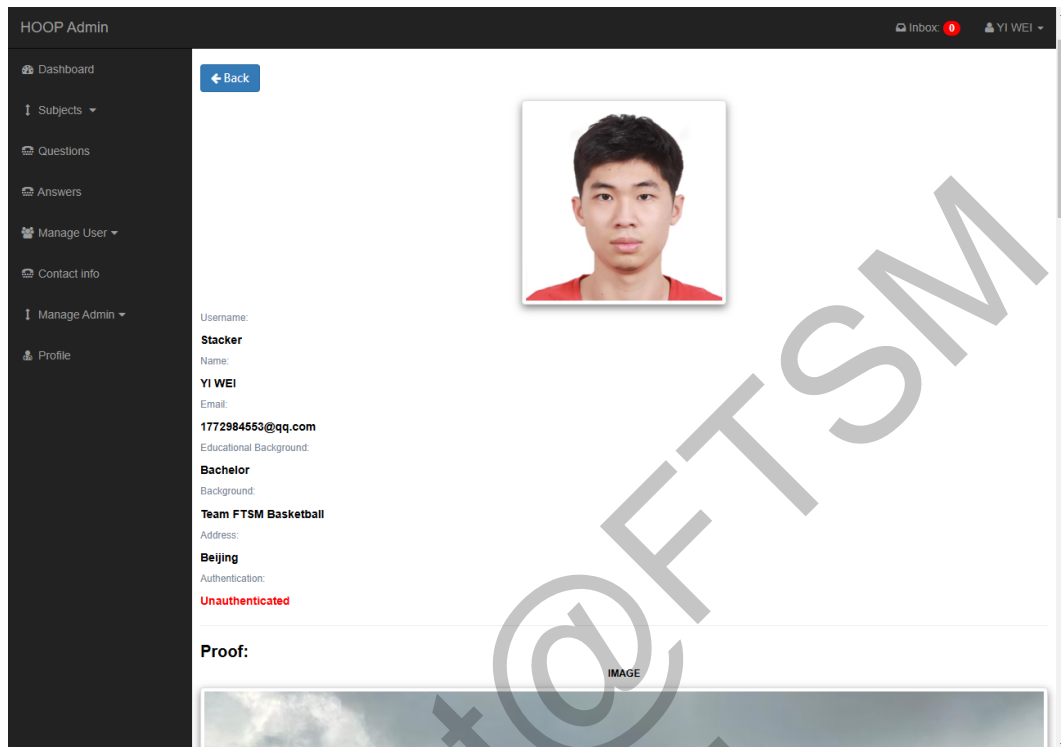 HOOP Admin
Inbox: 0
YI WEI
Dashboard
Subjects
Questions
Answers
Manage User
Contact info
Manage Admin
Profile
Back
Username:
Stacker
Name:
YI WEI
Email:
1772984553@qq.com
Educational Background:
Bachelor
Background:
Team FTSM Basketball
Address:
Beijing
Authentication:
Unauthenticated
Proof:
IMAGE
t@FTSM